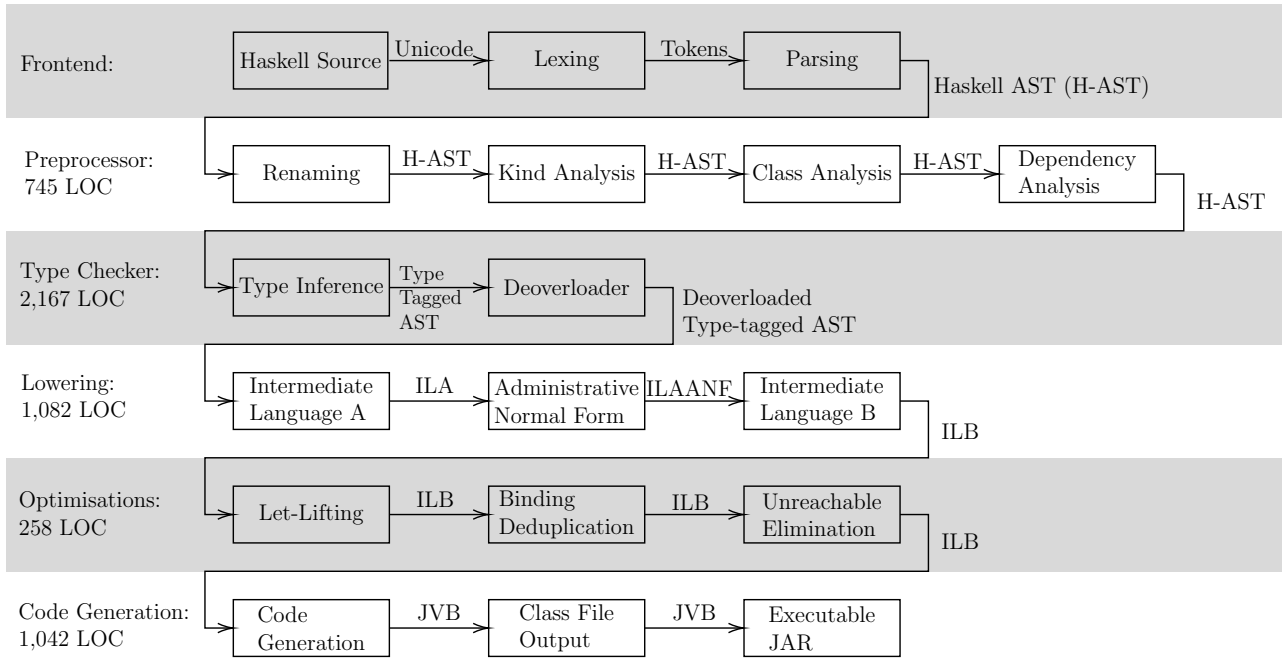 Frontend:
Haskell Source
Unicode
Lexing
Tokens
Parsing
Haskell AST (H-AST)
Preprocessor:
745 LOC
Renaming
H-AST
Kind Analysis
H-AST
Class Analysis
H-AST
Dependency
Analysis
H-AST
Type Checker:
2,167 LOC
Type Inference
Type
Tagged
AST
Deoverloader
Deoverloaded
Type-tagged AST
Lowering:
1,082 LOC
Intermediate
Language A
ILA
Administrative
Normal Form
ILAANF
Intermediate
Language B
ILB
Optimisations:
258 LOC
Let-Lifting
ILB
Binding
Deduplication
ILB
Unreachable
Elimination
ILB
Code Generation:
1,042 LOC
Code
Generation
JVB
Class File
Output
JVB
Executable
JAR